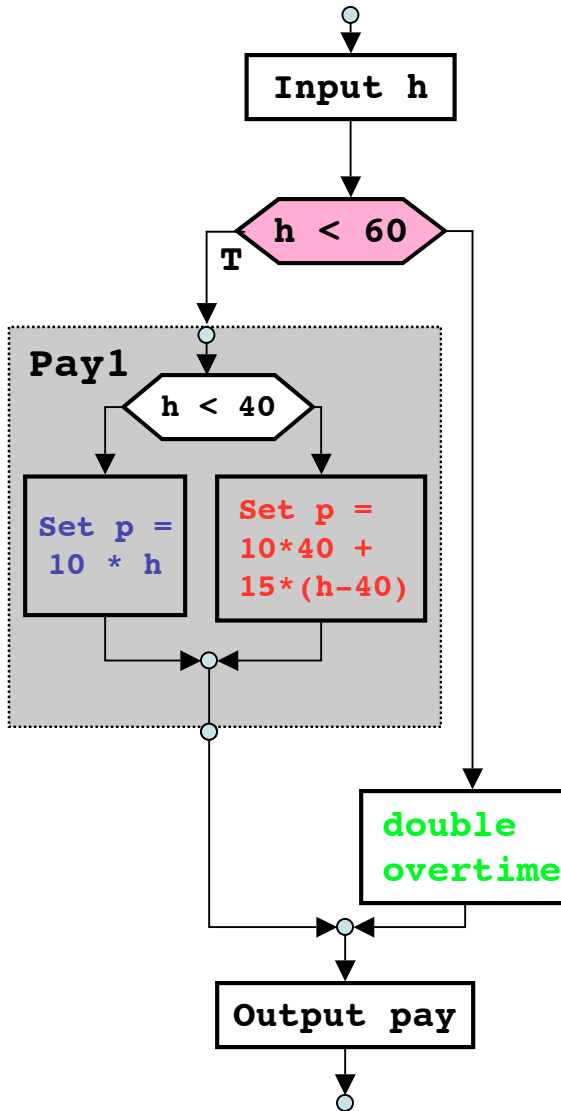 Input h
h < 60
T
Pay1
h < 40
Set p =
10 * h
Set p =
10*40 +
15*(h-40)
double
overtime
Output pay